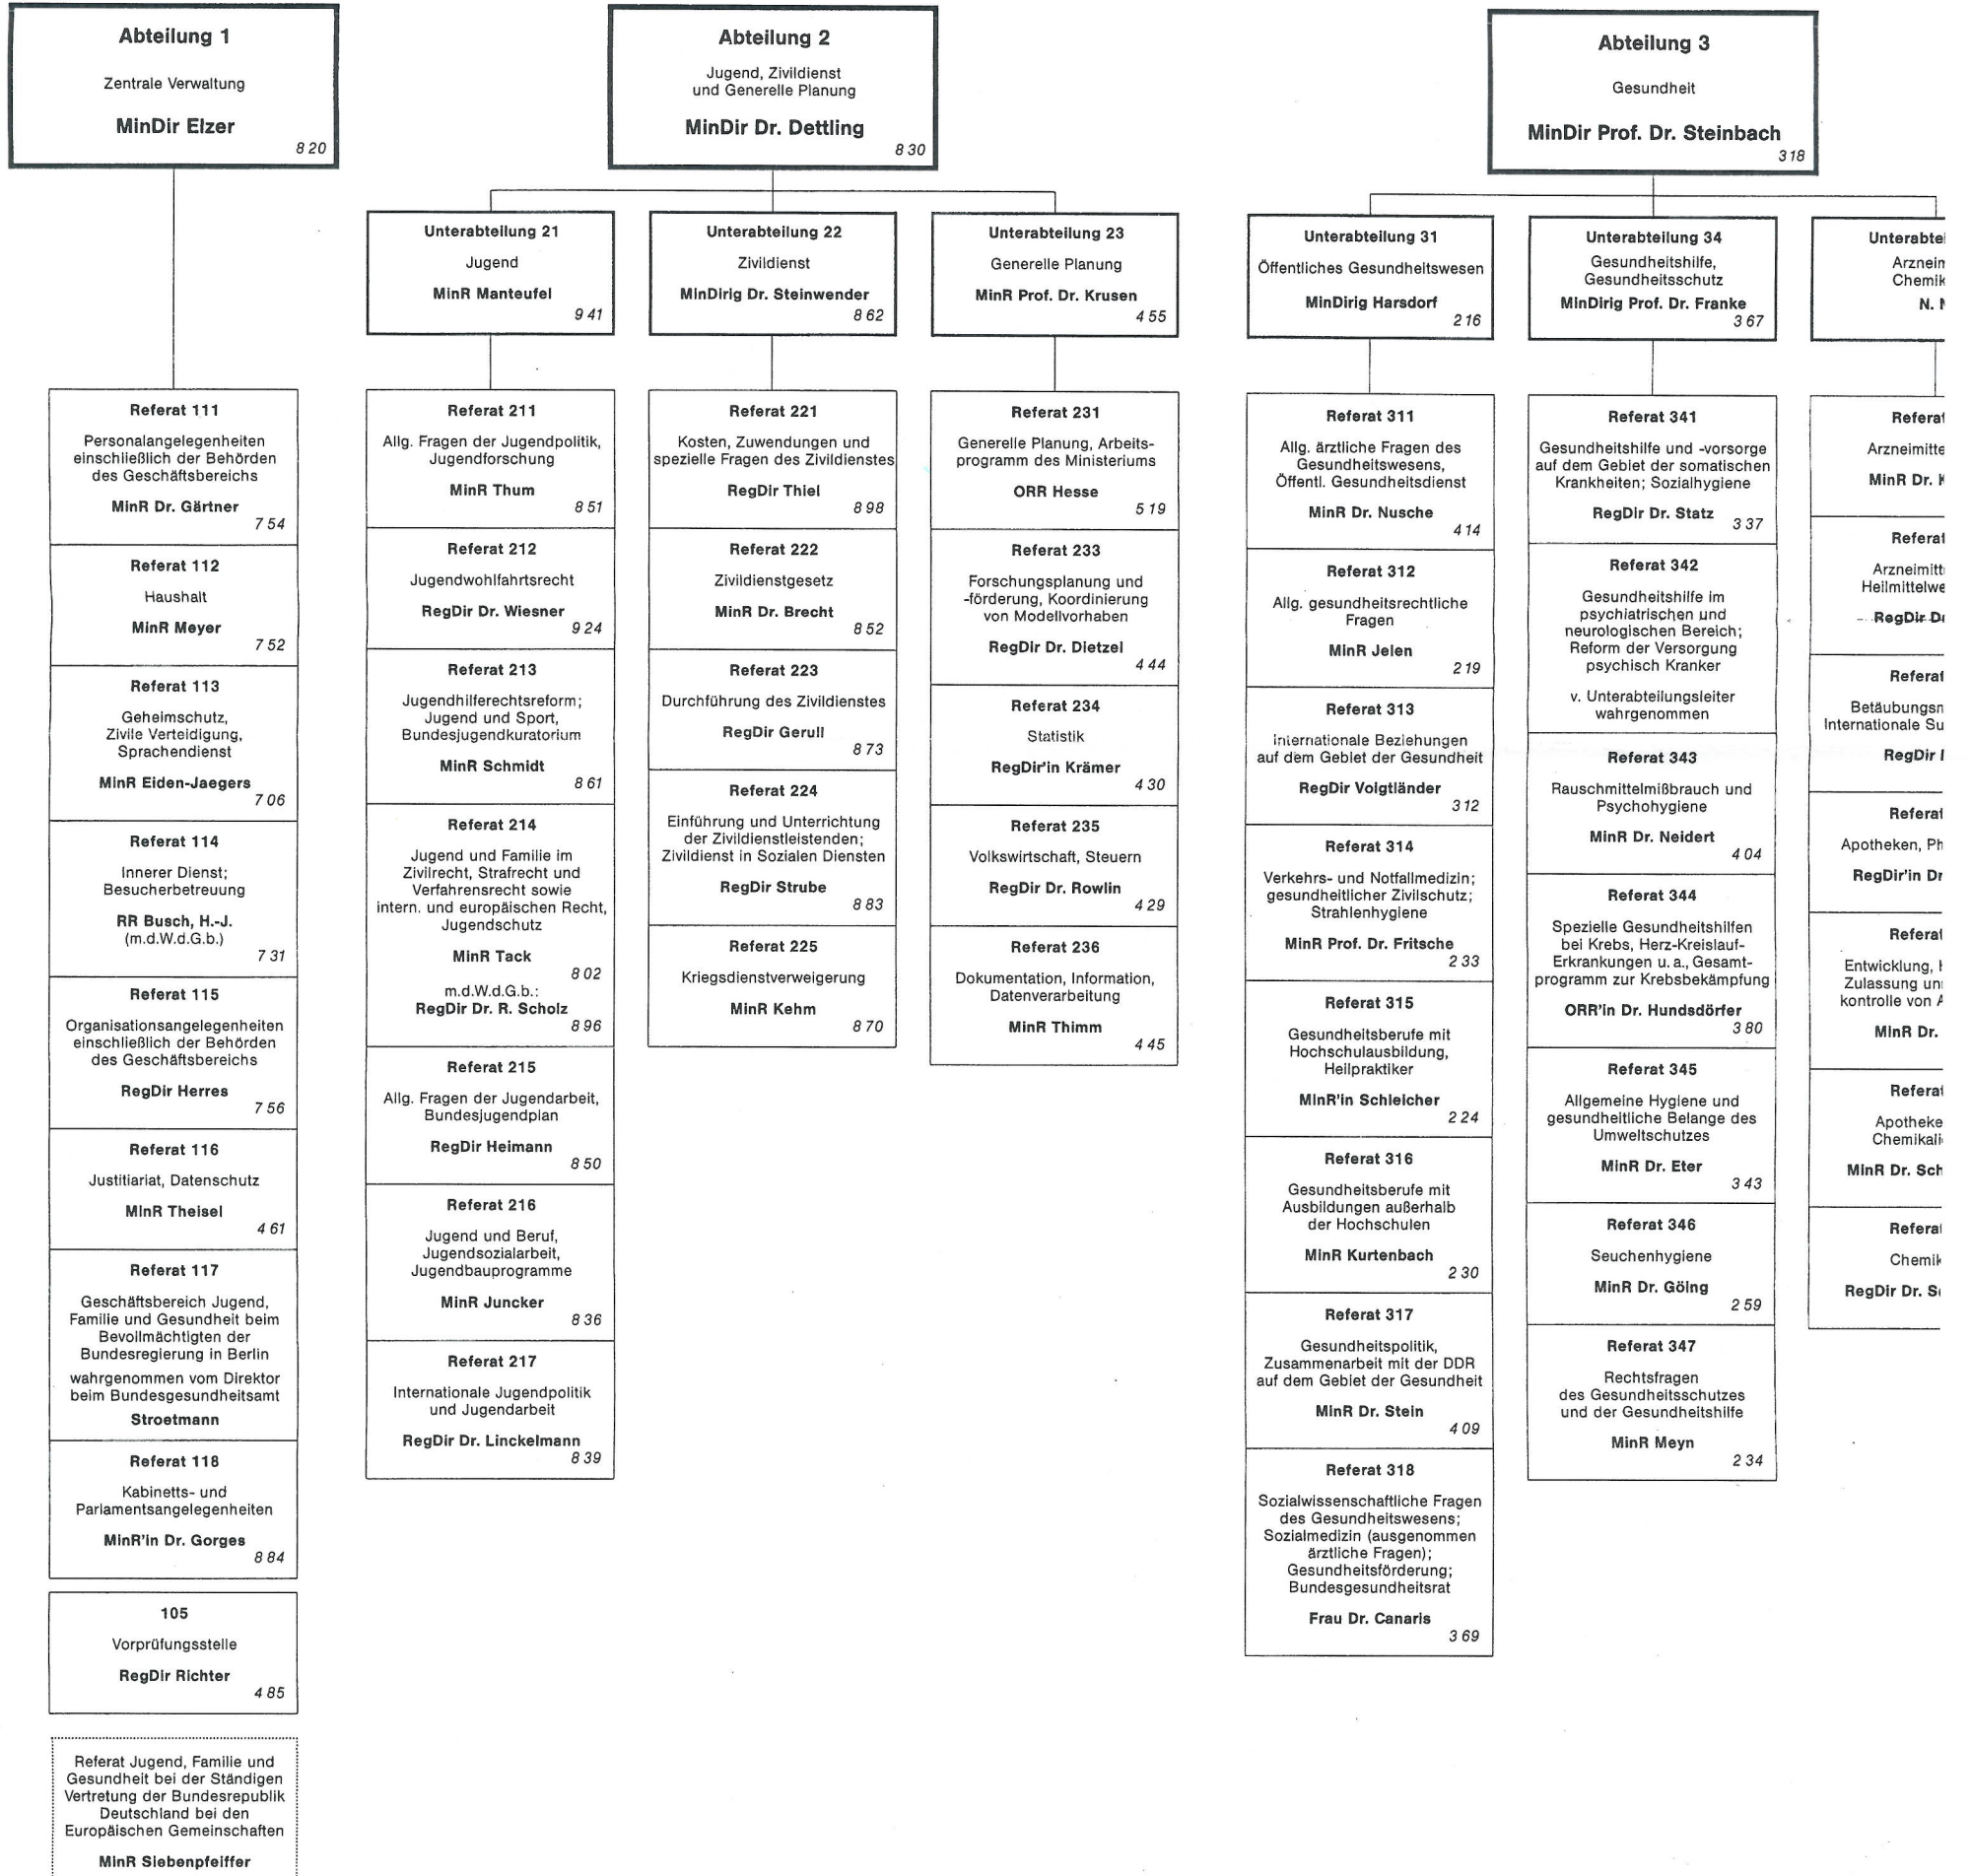 Abteilung 1
Zentrale Verwaltung
MinDir Elzer
8 20
Referat 111
Personalangelegenheiten
einschließlich der Behörden
des Geschäftsbereichs
MinR Dr. Gärtner
7 54
Referat 112
Haushalt
MinR Meyer
7 52
Referat 113
Geheimschutz,
Zivile Verteidigung,
Sprachendienst
MinR Eiden-Jaegers
7 06
Referat 114
Innerer Dienst;
Besucherbetreuung
RR Busch, H.-J.
(m.d.W.d.G.b.)
7 31
Referat 115
Organisationsangelegenheiten
einschließlich der Behörden
des Geschäftsbereichs
RegDir Herres
7 56
Referat 116
Justitiariat, Datenschutz
MinR Theisel
4 61
Referat 117
Geschäftsbereich Jugend,
Familie und Gesundheit beim
Bevollmächtigten der
Bundesregierung in Berlin
wahrgenommen vom Direktor
beim Bundesgesundheitsamt
Stroetmann
Referat 118
Kabinetts- und
Parlamentsangelegenheiten
MinR'in Dr. Gorges
8 84
105
Vorprüfungsstelle
RegDir Richter
4 85
Referat Jugend, Familie und
Gesundheit bei der Ständigen
Vertretung der Bundesrepublik
Deutschland bei den
Europäischen Gemeinschaften
MinR Siebenpfeiffer
Abteilung 2
Jugend, Zivildienst
und Generelle Planung
MinDir Dr. Dettling
8 30
Unterabteilung 21
Jugend
MinR Manteufel
9 41
Referat 211
Allg. Fragen der Jugendpolitik,
Jugendforschung
MinR Thum
8 51
Referat 212
Jugendwohlfahrtsrecht
RegDir Dr. Wiesner
9 24
Referat 213
Jugendhilferechtsreform;
Jugend und Sport,
Bundesjugendkuratorium
MinR Schmidt
8 61
Referat 214
Jugend und Familie im
Zivilrecht, Strafrecht und
Verfahrensrecht sowie
intern. und europäischen Recht,
Jugendschutz
MinR Tack
8 02
m.d.W.d.G.b.:
RegDir Dr. R. Scholz
8 96
Referat 215
Allg. Fragen der Jugendarbeit,
Bundesjugendplan
RegDir Heimann
8 50
Referat 216
Jugend und Beruf,
Jugendsozialarbeit,
Jugendbauprogramme
MinR Juncker
8 36
Referat 217
Internationale Jugendpolitik
und Jugendarbeit
RegDir Dr. Linckelmann
8 39
Unterabteilung 22
Zivildienst
MinDirig Dr. Steinwender
8 62
Referat 221
Kosten, Zuwendungen und
spezielle Fragen des Zivildienstes
RegDir Thiel
8 98
Referat 222
Zivildienstgesetz
MinR Dr. Brecht
8 52
Referat 223
Durchführung des Zivildienstes
RegDir Gerull
8 73
Referat 224
Einführung und Unterrichtung
der Zivildienstleistenden;
Zivildienst in Sozialen Diensten
RegDir Strube
8 83
Referat 225
Kriegsdienstverweigerung
MinR Kehm
8 70
Unterabteilung 23
Generelle Planung
MinR Prof. Dr. Krusen
4 55
Referat 231
Generelle Planung, Arbeits-
programm des Ministeriums
ORR Hesse
5 19
Referat 233
Forschungsplanung und
-förderung, Koordinierung
von Modellvorhaben
RegDir Dr. Dietzel
4 44
Referat 234
Statistik
RegDir'in Krämer
4 30
Referat 235
Volkswirtschaft, Steuern
RegDir Dr. Rowlin
4 29
Referat 236
Dokumentation, Information,
Datenverarbeitung
MinR Thimm
4 45
Abteilung 3
Gesundheit
MinDir Prof. Dr. Steinbach
3 18
Unterabteilung 31
Öffentliches Gesundheitswesen
MinDirig Harsdorf
2 16
Referat 311
Allg. ärztliche Fragen des
Gesundheitswesens,
Öffentl. Gesundheitsdienst
MinR Dr. Nusche
4 14
Referat 312
Allg. gesundheitsrechtliche
Fragen
MinR Jelen
2 19
Referat 313
Internationale Beziehungen
auf dem Gebiet der Gesundheit
RegDir Voigtländer
3 12
Referat 314
Verkehrs- und Notfallmedizin;
gesundheitlicher Zivilschutz;
Strahlenhygiene
MinR Prof. Dr. Fritsche
2 33
Referat 315
Gesundheitsberufe mit
Hochschulausbildung,
Heilpraktiker
MinR'in Schleicher
2 24
Referat 316
Gesundheitsberufe mit
Ausbildungen außerhalb
der Hochschulen
MinR Kurtenbach
2 30
Referat 317
Gesundheitspolitik,
Zusammenarbeit mit der DDR
auf dem Gebiet der Gesundheit
MinR Dr. Stein
4 09
Referat 318
Sozialwissenschaftliche Fragen
des Gesundheitswesens;
Sozialmedizin (ausgenommen
ärztliche Fragen);
Gesundheitsförderung;
Bundesgesundheitsrat
Frau Dr. Canaris
3 69
Unterabteilung 34
Gesundheitshilfe,
Gesundheitsschutz
MinDirig Prof. Dr. Franke
3 67
Referat 341
Gesundheitshilfe und -vorsorge
auf dem Gebiet der somatischen
Krankheiten; Sozialhygiene
RegDir Dr. Statz
3 37
Referat 342
Gesundheitshilfe im
psychiatrischen und
neurologischen Bereich;
Reform der Versorgung
psychisch Kranker
v. Unterabteilungsleiter
wahrgenommen
Referat 343
Rauschmittelmißbrauch und
Psychohygiene
MinR Dr. Neidert
4 04
Referat 344
Spezielle Gesundheitshilfen
bei Krebs, Herz-Kreislauf-
Erkrankungen u. a., Gesamt-
programm zur Krebsbekämpfung
ORR'in Dr. Hundsdörfer
3 80
Referat 345
Allgemeine Hygiene und
gesundheitliche Belange des
Umweltschutzes
MinR Dr. Eter
3 43
Referat 346
Seuchenhygiene
MinR Dr. Göing
2 59
Referat 347
Rechtsfragen
des Gesundheitsschutzes
und der Gesundheitshilfe
MinR Meyn
2 34
Referat
MinR Dr.
Referat
RegDir
Referat
RegDir
Referat
Apotheken,
RegDir'in
Referat
Entwicklung,
Zulassung
kontrolle von
MinR Dr.
Referat
MinR Dr.
Referat
RegDir Dr.